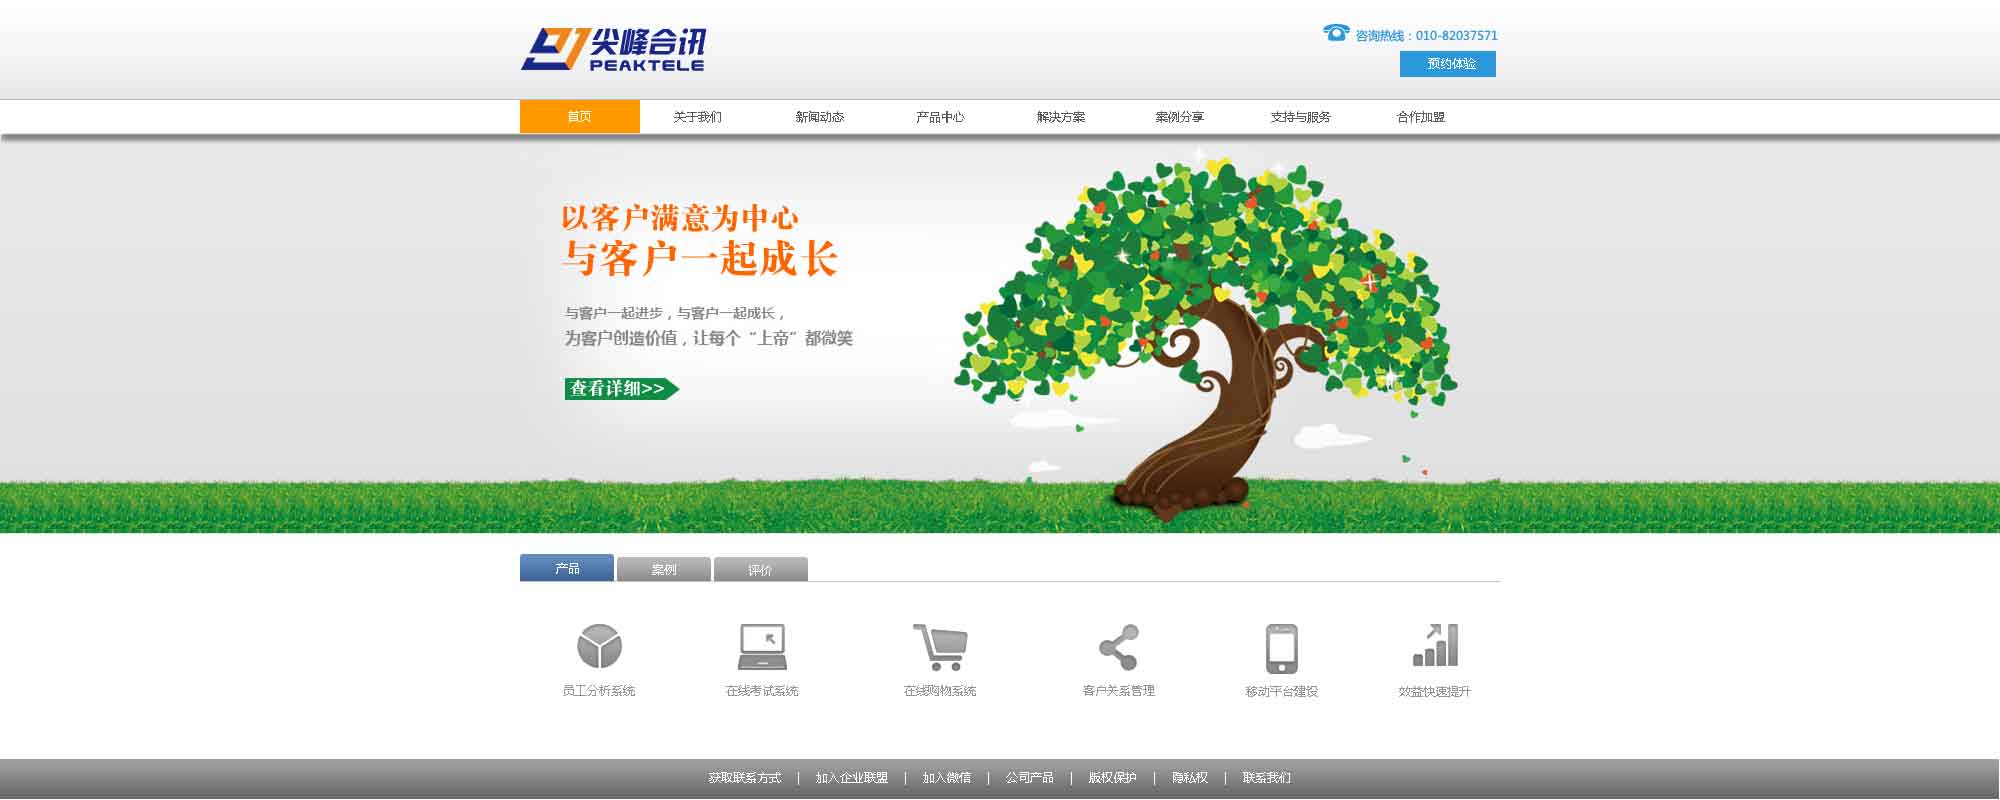 尖峰合讯
PEAKTELE
咨询热线：010-82037571
预约体验
首页 关于我们 新闻动态 产品中心 解决方案 案例分享 支持与服务 合作加盟
以客户满意为中心
与客户一起成长
与客户一起进步，与客户一起成长，
为客户创造价值，让每个“上帝”都微笑
查看详细>>
产品 案例 评价
员工分析系统 在线考试系统 在线购物系统 客户关系管理 移动平台建设 效益快速提升
获取联系方式 | 加入企业联盟 | 加入微信 | 公司产品 | 版权保护 | 隐私权 | 联系我们